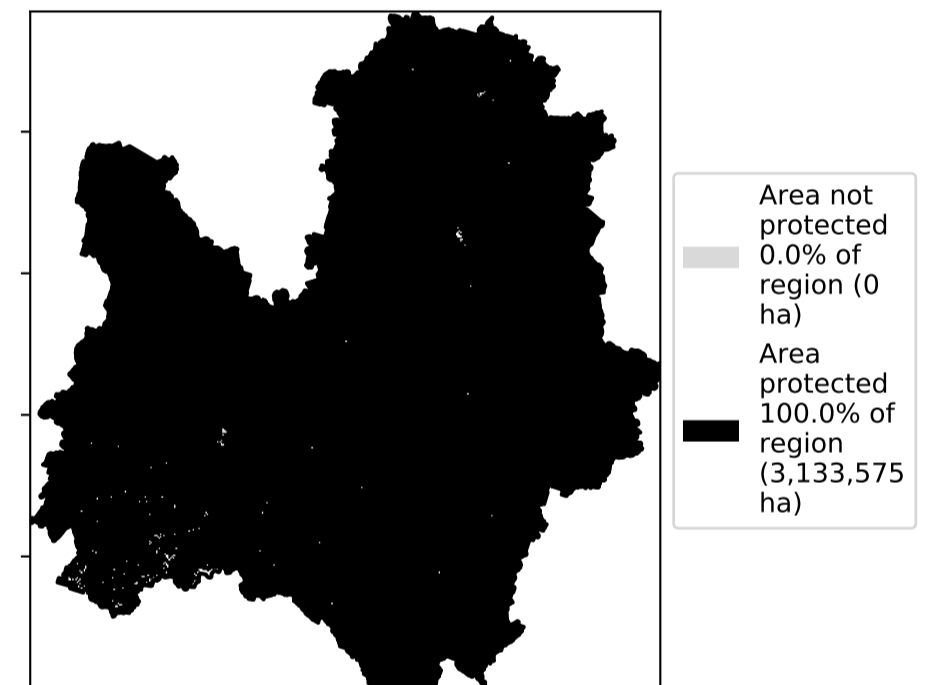 Area not
protected
0.0% of
region (0
ha)
Area
protected
100.0% of
region
(3,133,575
ha)